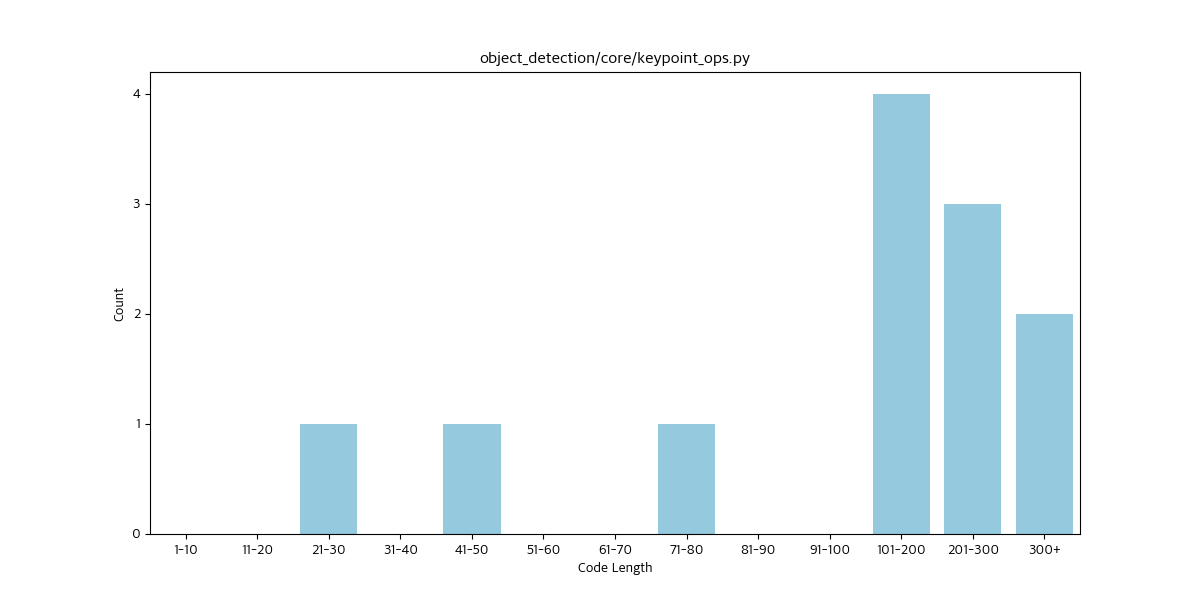 object_detection/core/keypoint_ops.py
4
3
2
1
0
Count
1-10 11-20 21-30 31-40 41-50 51-60 61-70 71-80 81-90 91-100 101-200 201-300 300+
Code Length